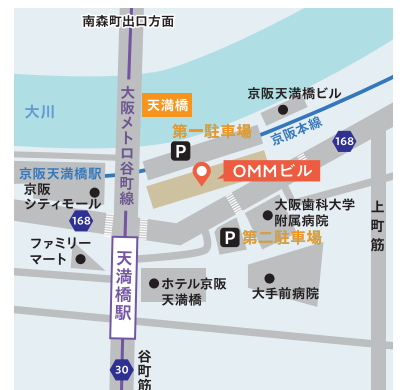 南森町出口方面
大川
大阪メトロ谷町線
天満橋
京阪天満橋ビル
第一駐車場
京阪本線
P
168
京阪天満橋駅
京阪
シティモール
OMMビル
168
大阪歯科大学
附属病院
上町筋
ファミリー
マート
P
第二駐車場
天満橋駅
ホテル京阪
天満橋
大手前病院
30
谷町筋